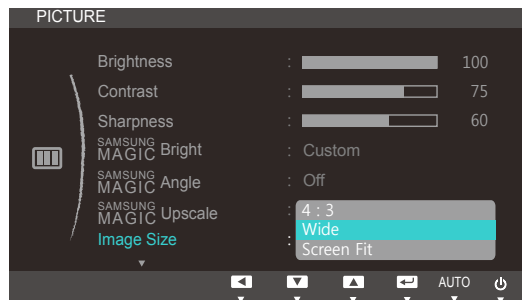 PICTURE
Brightness : 100
Contrast : 75
Sharpness : 60
SAMSUNG MAGIC Bright : Custom
SAMSUNG MAGIC Angle : Off
SAMSUNG MAGIC Upscale : 4 : 3
Image Size : Wide
Screen Fit
AUTO